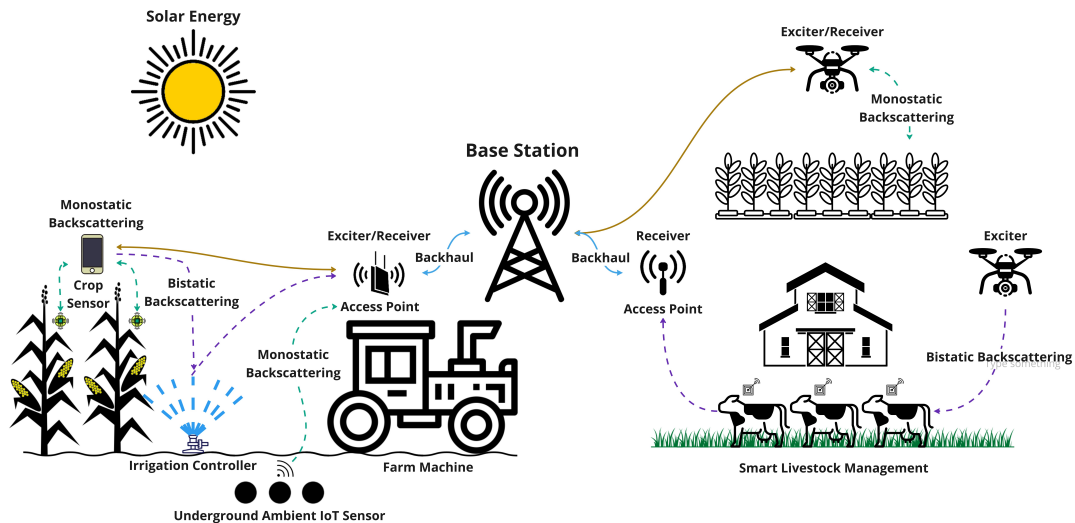 Solar Energy
Exciter/Receiver
Monostatic
Backscattering
Base Station
Monostatic
Backscattering
Exciter/Receiver
Backhaul
Backhaul
Receiver
Exciter
Crop
Sensor
Bistatic
Backscattering
Access Point
Access Point
Monostatic
Backscattering
Bistatic Backscattering
Type something
Irrigation Controller
Farm Machine
Smart Livestock Management
Underground Ambient IoT Sensor